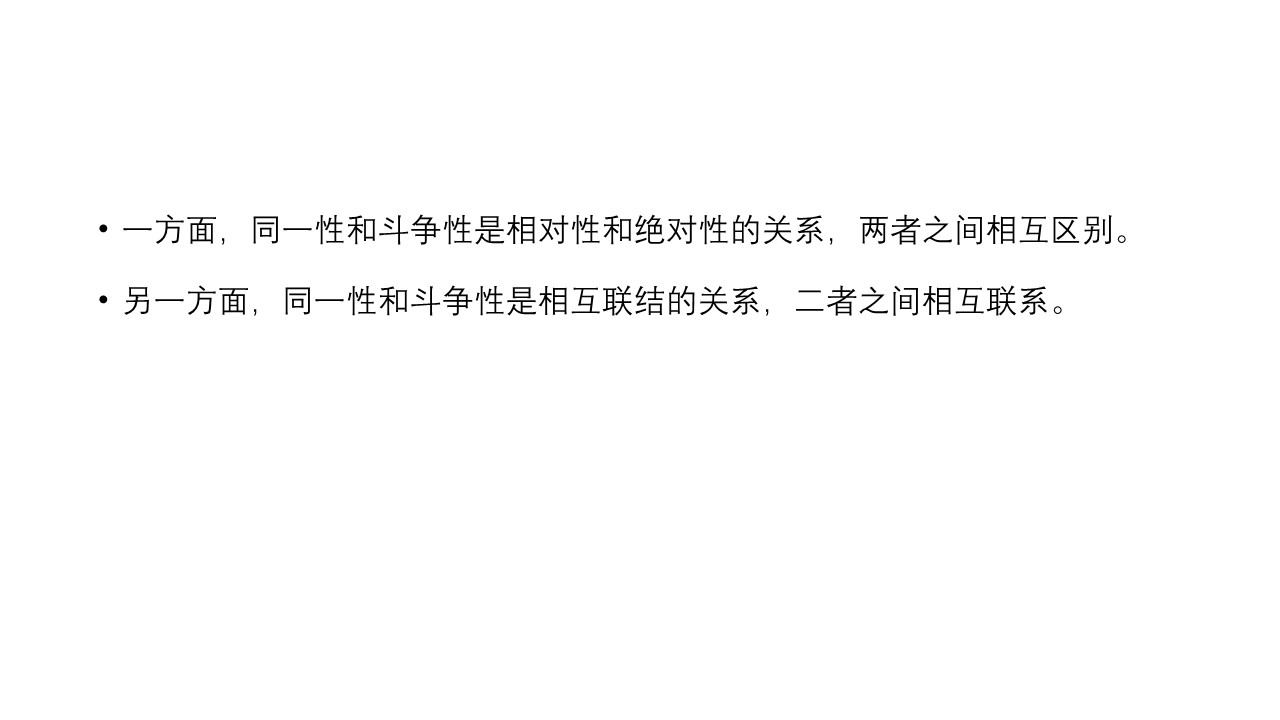 • 一方面，同一性和斗争性是相对性和绝对性的关系，两者之间相互区别。
• 另一方面，同一性和斗争性是相互联结的关系，二者之间相互联系。